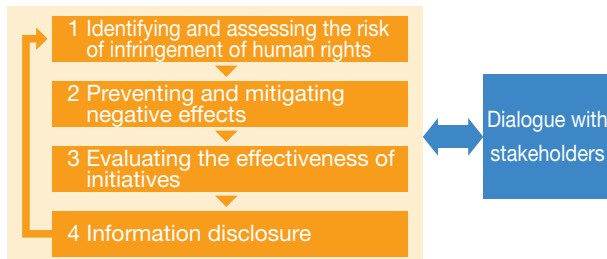 1 Identifying and assessing the risk
of infringement of human rights
2 Preventing and mitigating
negative effects
3 Evaluating the effectiveness of
initiatives
4 Information disclosure
Dialogue with
stakeholders